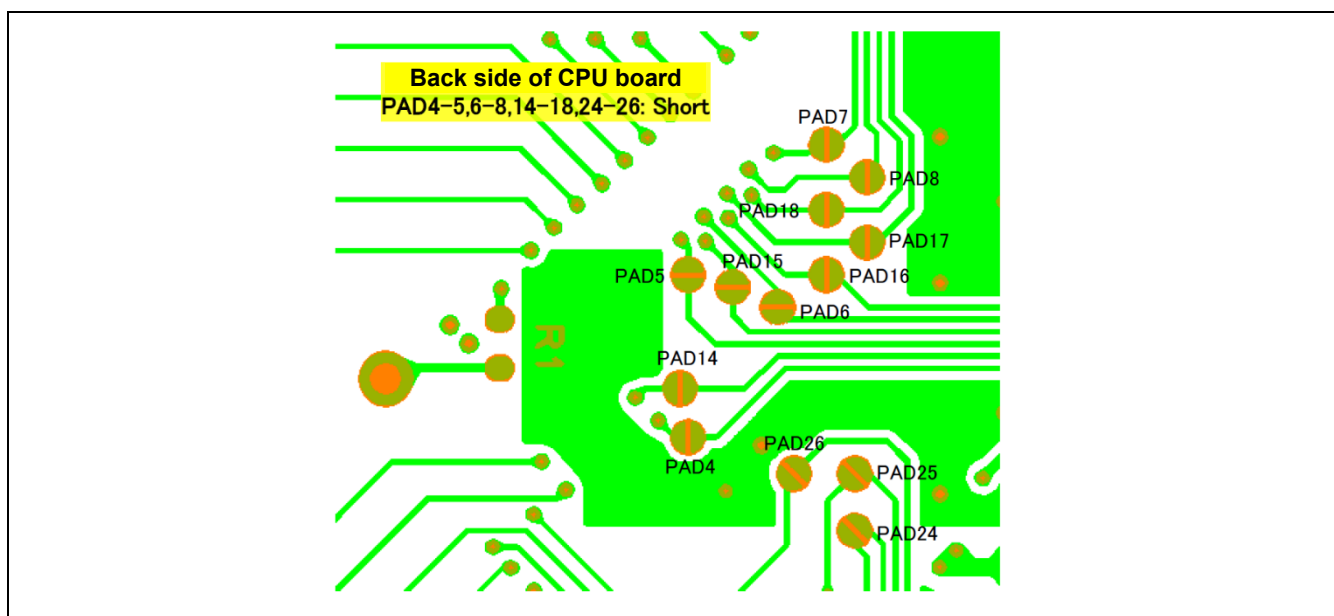 Back side of CPU board
PAD4-5,6-8,14-18,24-26: Short
PAD7
PAD8
PAD18
PAD17
PAD15
PAD5
PAD16
PAD6
R1
PAD14
PAD4
PAD26
PAD25
PAD24